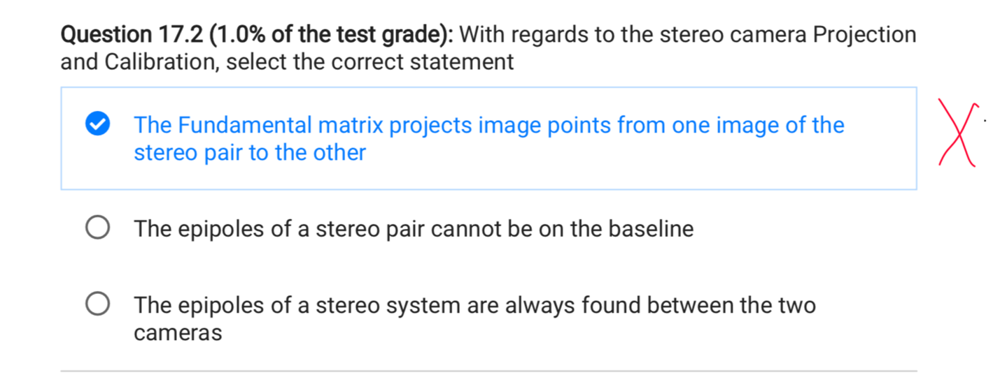 Question 17.2 (1.0% of the test grade): With regards to the stereo camera Projection
and Calibration, select the correct statement
The Fundamental matrix projects image points from one image of the
stereo pair to the other
The epipoles of a stereo pair cannot be on the baseline
The epipoles of a stereo system are always found between the two
cameras